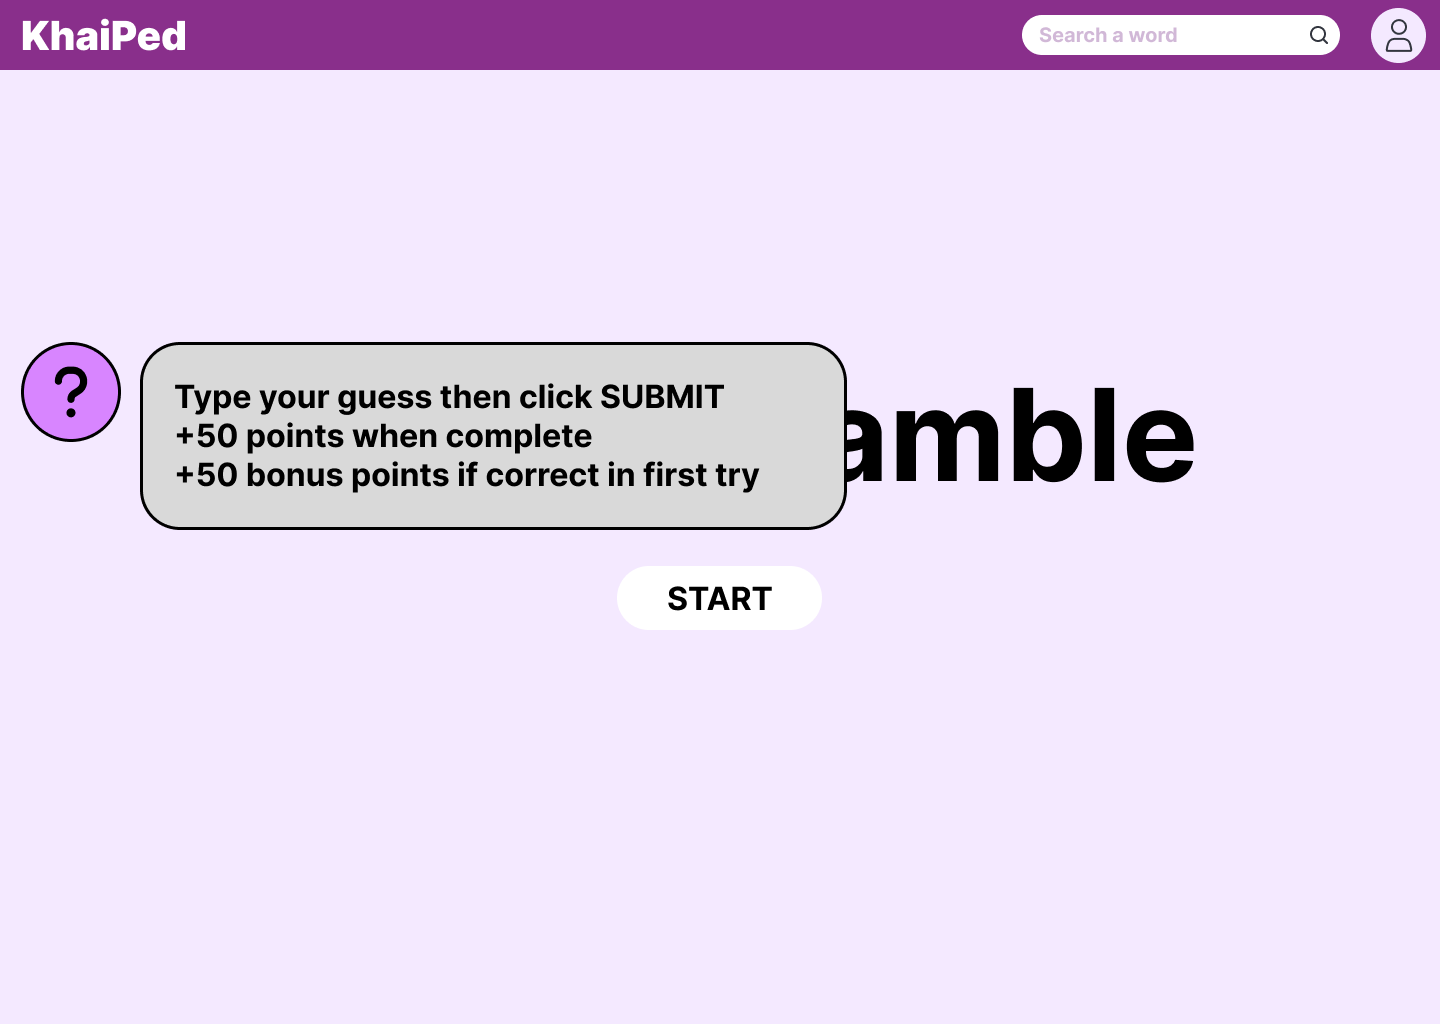 KhaiPed
Search a word
?
Type your guess then click SUBMIT
+50 points when complete
+50 bonus points if correct in first try
amble
START